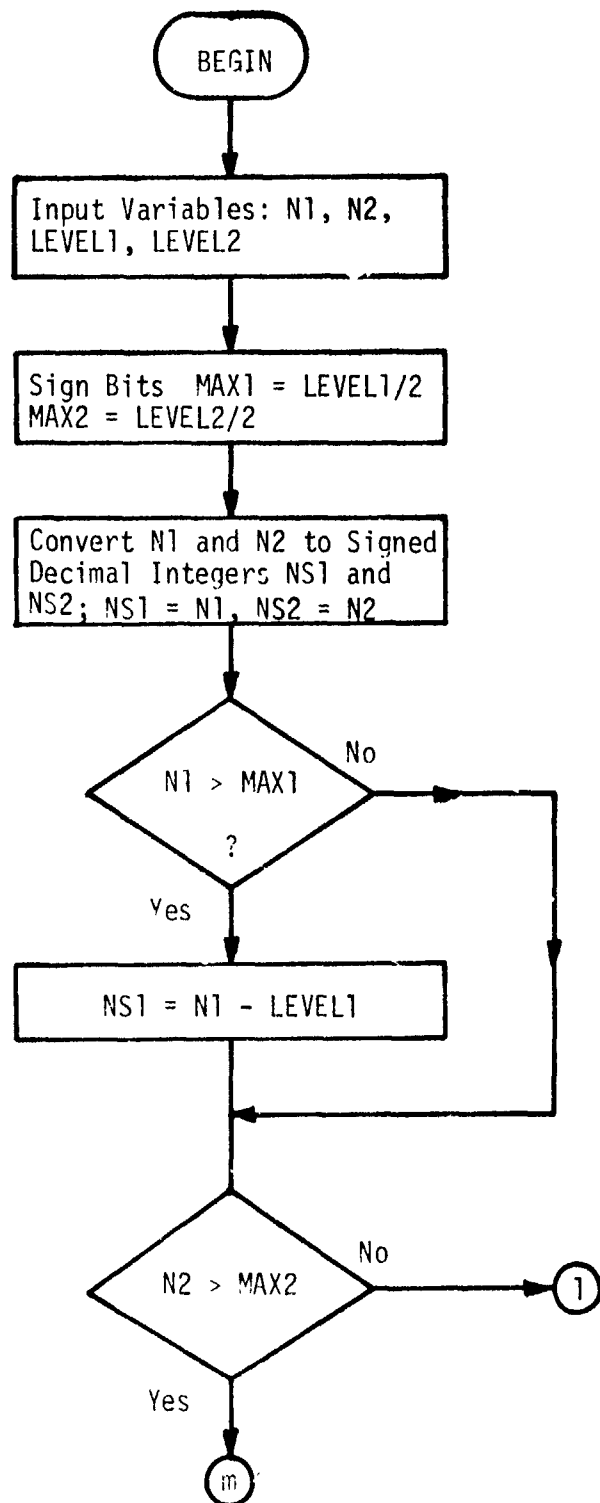 BEGIN
Input Variables: N1, N2,
LEVEL1, LEVEL2
Sign Bits MAX1 = LEVEL1/2
MAX2 = LEVEL2/2
Convert N1 and N2 to Signed
Decimal Integers NS1 and
NS2; NS1 = N1, NS2 = N2
N1 > MAX1
?
No
Yes
NS1 = N1 - LEVEL1
N2 > MAX2
No
1
Yes
m